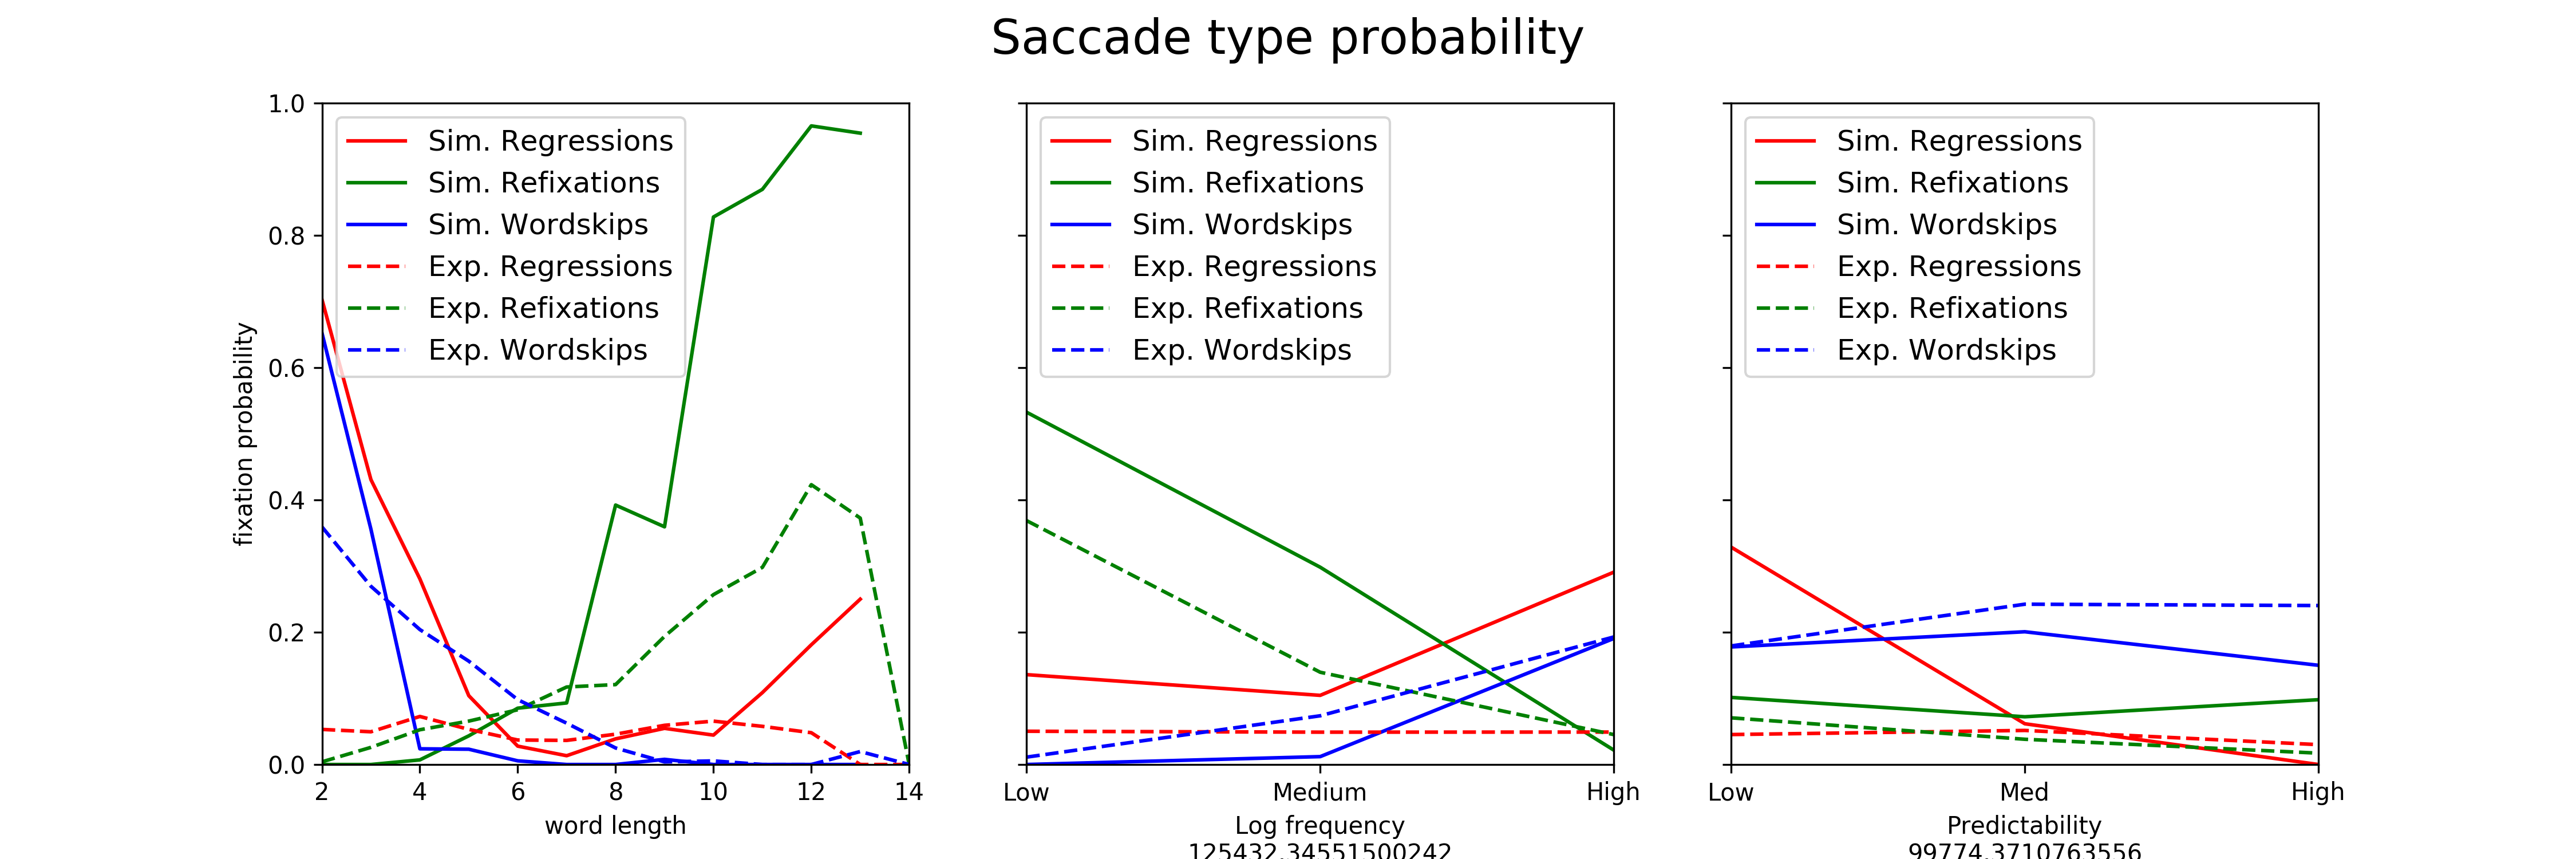 Saccade type probability
1.0
0.8
0.6
0.4
0.2
0.0
fixation probability
Sim. Regressions
Sim. Refixations
Sim. Wordskips
Exp. Regressions
Exp. Refixations
Exp. Wordskips
2 4 6 8 10 12 14
word length
Sim. Regressions
Sim. Refixations
Sim. Wordskips
Exp. Regressions
Exp. Refixations
Exp. Wordskips
Low Medium High
Log frequency
125432.34551500242
Sim. Regressions
Sim. Refixations
Sim. Wordskips
Exp. Regressions
Exp. Refixations
Exp. Wordskips
Low Med High
Predictability
99774.3710763556